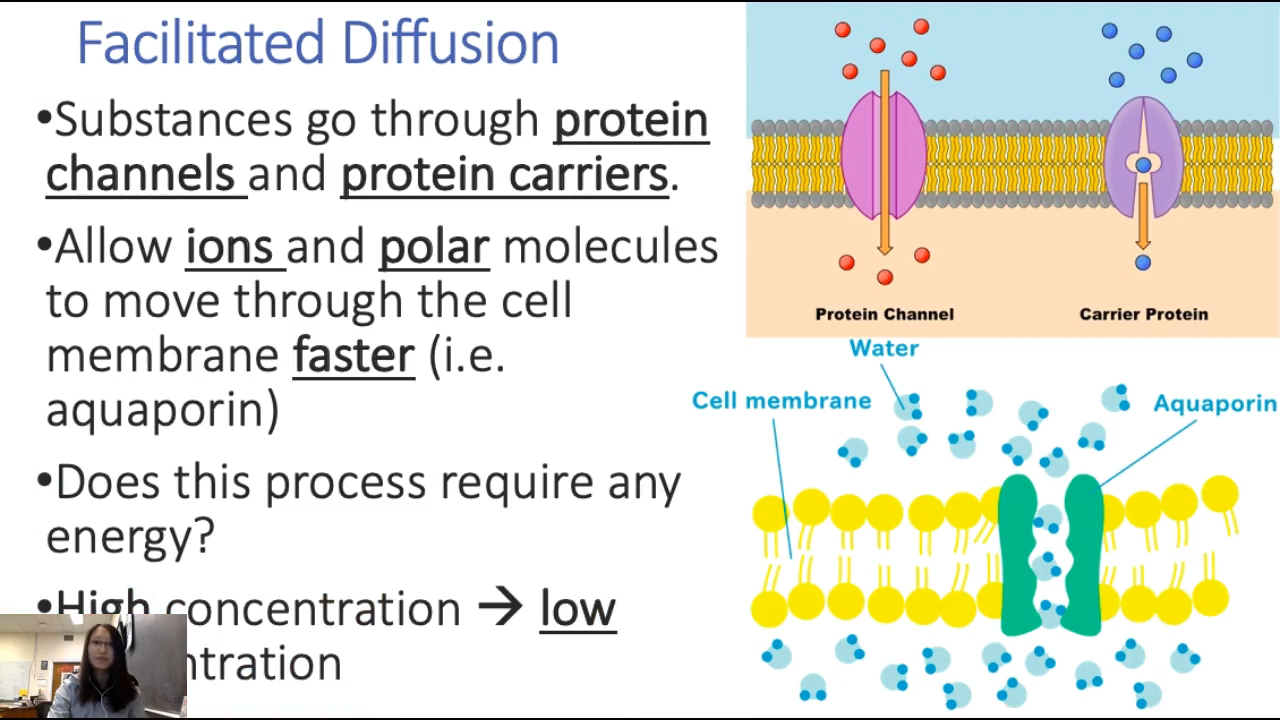 Facilitated Diffusion
•Substances go through protein
channels and protein carriers.
•Allow ions and polar molecules
to move through the cell
membrane faster (i.e.
aquaporin)
•Does this process require any
energy?
•High concentration → low
ntration
Protein Channel
Carrier Protein
Water
Cell membrane
Aquaporin